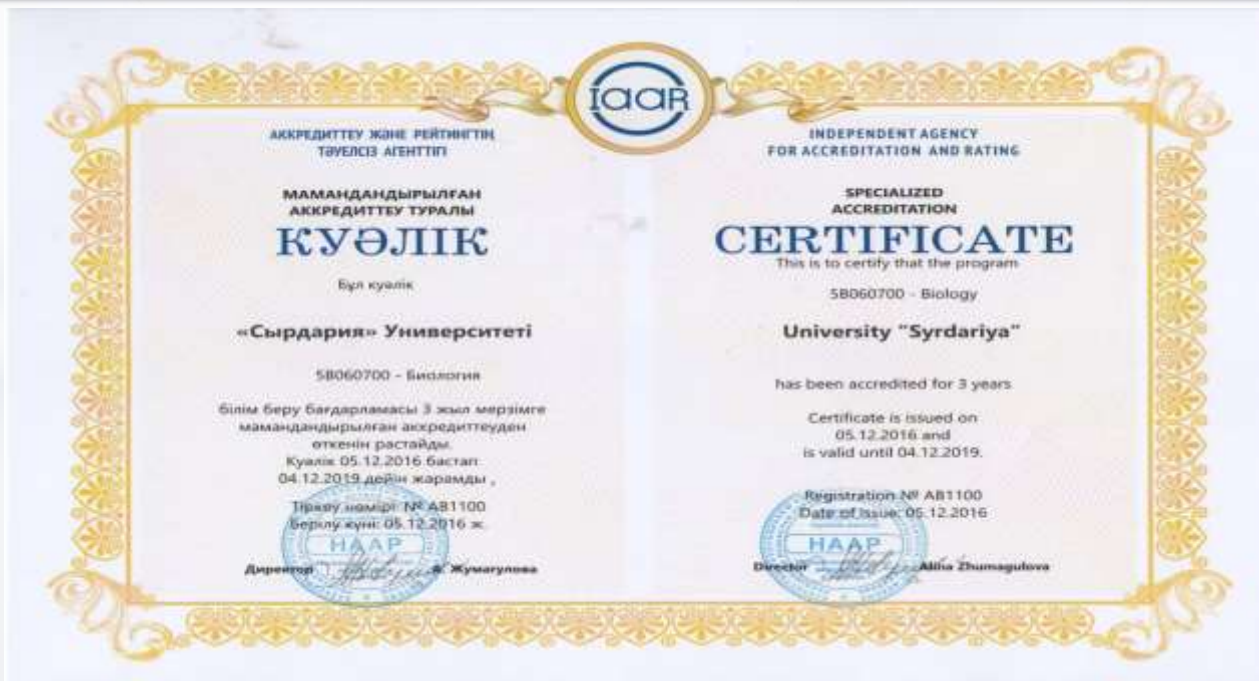 IaaR
АККРЕДИТТЕУ ЖӘНЕ РЕЙТИНГТІҢ
ТӘУЕЛСІЗ АГЕНТТІГІ
МАМАНДАНДЫРЫЛҒАН
АККРЕДИТТЕУ ТУРАЛЫ
КУӘЛІК
Бұл куәлік
«Сырдария» Университеті
5В060700 - Биология
білім беру бағдарламасы 3 жыл мерзімге
мамандандырылған аккредиттеуден
өткенін растайды.
Куәлік 05.12.2016 бастап
04.12.2019 дейін жарамды ,
Тіркеу нөмірі № АВ1100
Берілу күні: 05.12.2016 ж.
НААР
Директор
Жумагулова
INDEPENDENT AGENCY
FOR ACCREDITATION AND RATING
SPECIALIZED
ACCREDITATION
CERTIFICATE
This is to certify that the program
5В060700 - Biology
University "Syrdariya"
has been accredited for 3 years
Certificate is issued on
05.12.2016 and
is valid until 04.12.2019.
Registration № AB1100
Date of Issue: 05.12.2016
НААР
Director
Zhumagulova